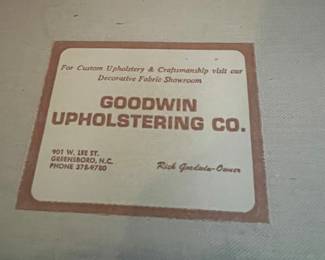 For Custom Upholstery & Craftsmanship visit our
Decorative Fabric Showroom
GOODWIN
UPHOLSTERING CO.
901 W. LEE ST.
GREENSBORO, N.C.
PHONE 378-9780
Rick Goodwin-Owner